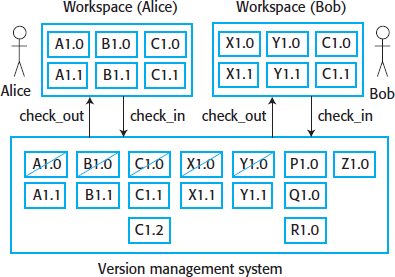 Workspace (Alice) Workspace (Bob)
A1.0 B1.0 C1.0 X1.0 Y1.0 C1.0
A1.1 B1.1 C1.1 X1.1 Y1.1 C1.1
Alice Bob
check_out check_in check_out check_in
A1.0 B1.0 C1.0 X1.0 Y1.0 P1.0 Z1.0
A1.1 B1.1 C1.1 X1.1 Y1.1 Q1.0
C1.2 R1.0
Version management system